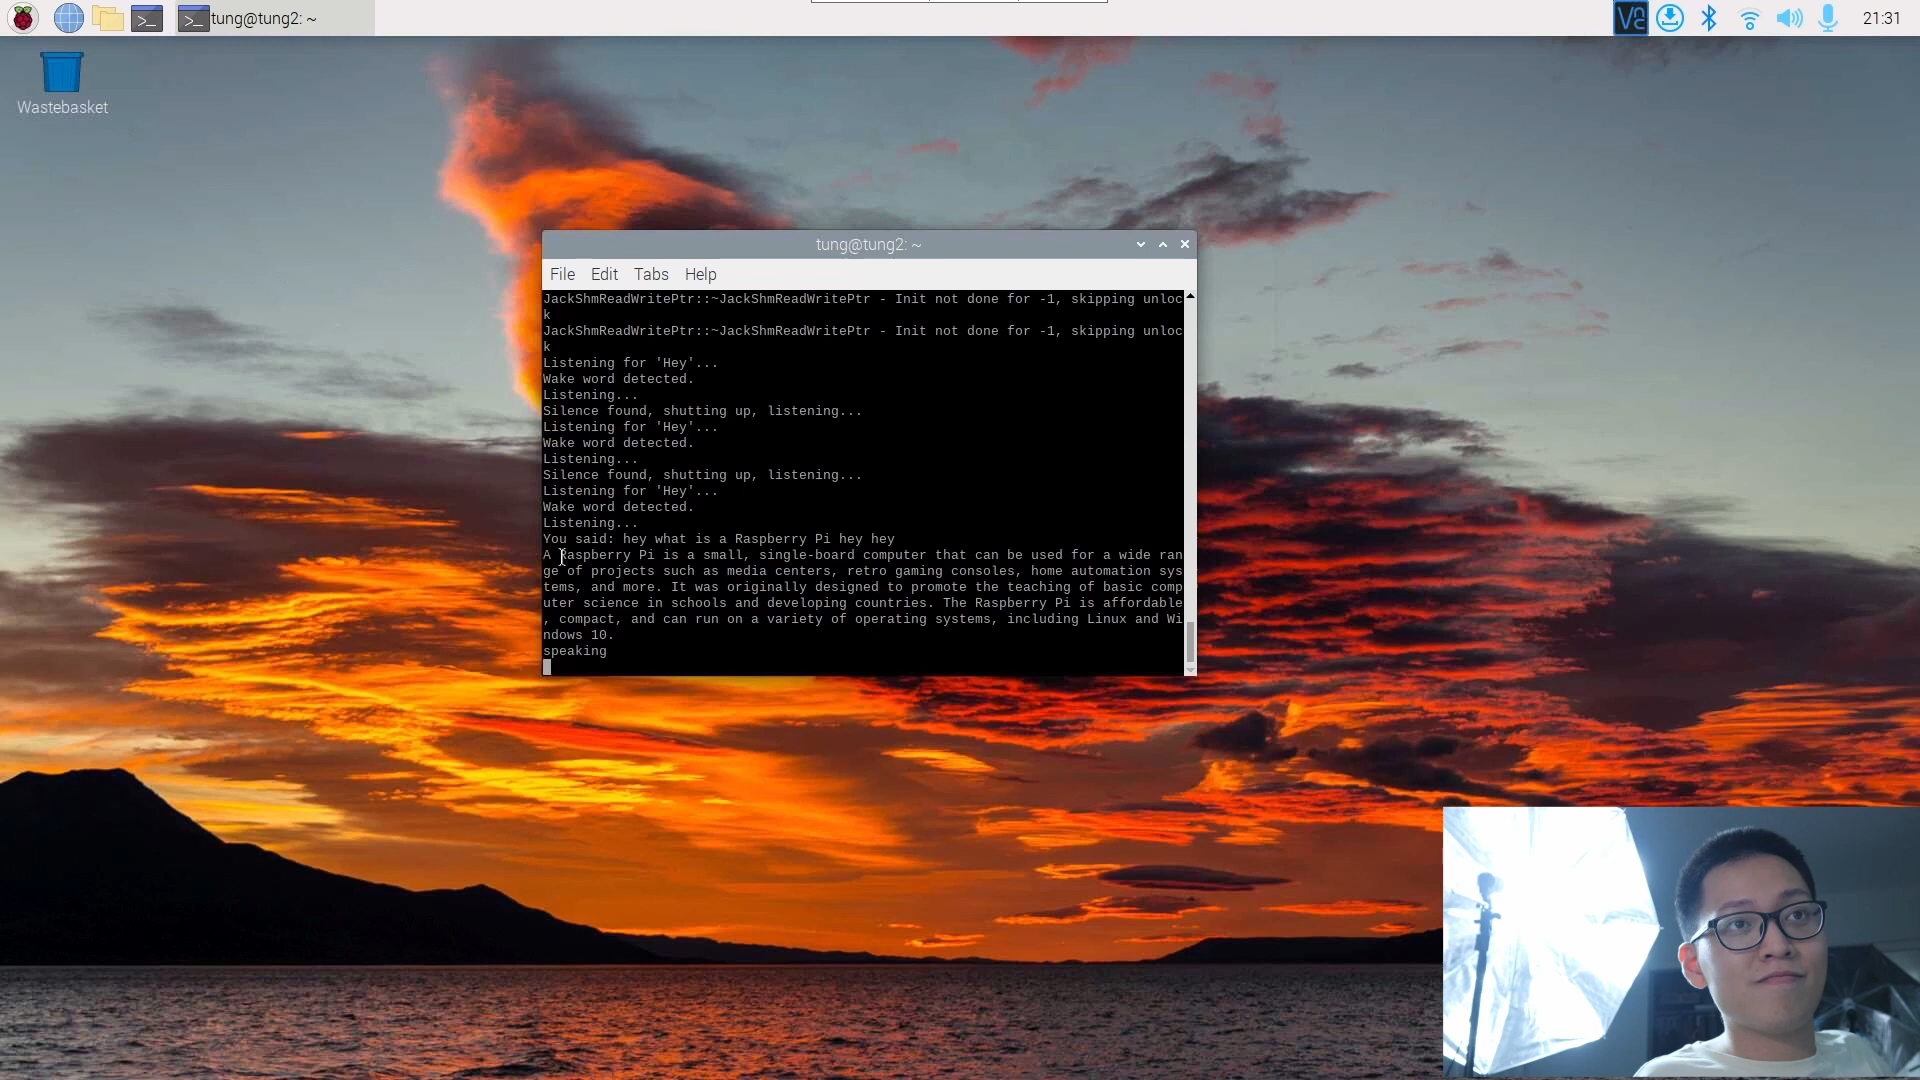 tung@tung2: ~
21:31
Wastebasket
tung@tung2: ~
File Edit Tabs Help
JackShmReadWritePtr::~JackShmReadWritePtr - Init not done for -1, skipping unloc
k
JackShmReadWritePtr::~JackShmReadWritePtr - Init not done for -1, skipping unloc
k
Listening for 'Hey'...
Wake word detected.
Listening...
Silence found, shutting up, listening...
Listening for 'Hey'...
Wake word detected.
Listening...
Silence found, shutting up, listening...
Listening for 'Hey'...
Wake word detected.
Listening...
You said: hey what is a Raspberry Pi hey hey
A Raspberry Pi is a small, single-board computer that can be used for a wide ran
ge of projects such as media centers, retro gaming consoles, home automation sys
tems, and more. It was originally designed to promote the teaching of basic comp
uter science in schools and developing countries. The Raspberry Pi is affordable
, compact, and can run on a variety of operating systems, including Linux and Wi
ndows 10.
speaking